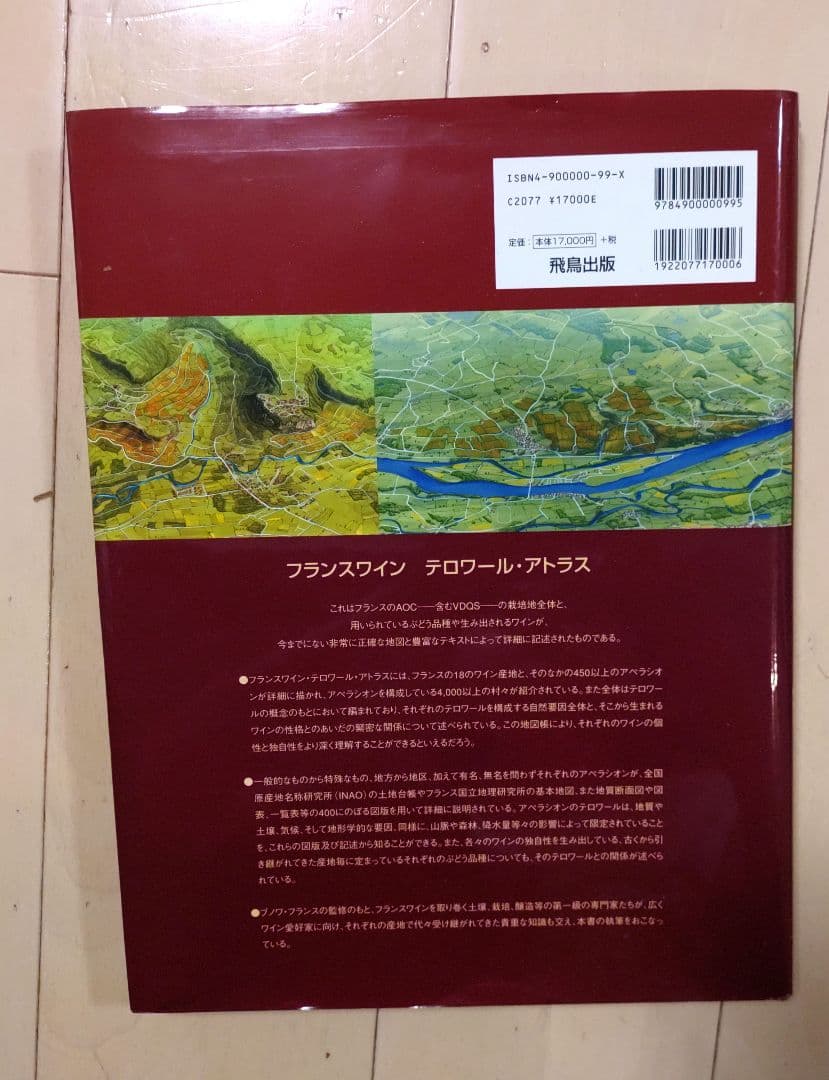 ISBN4-900000-99-X
C2077 ¥17000E
9784900000995
定価：本体17,000円 +税
飛鳥出版
1922077170006
フランスワイン　テロワール・アトラス
これはフランスのAOC——含むVDQS——の栽培地全体と、
用いられているぶどう品種や生み出されるワインが、
今までにない非常に正確な地図と豊富なテキストによって詳細に記述されたものである。
●フランスワイン・テロワール・アトラスには、フランスの18のワイン産地と、そのなかの450以上のアペラシオ
ンが詳細に描かれ、アペラシオンを構成している4,000以上の村々が紹介されている。また全体はテロワー
ルの概念のもとにおいて編まれており、それぞれのテロワールを構成する自然要因全体と、そこから生まれる
ワインの性格とのあいだの緊密な関係について述べられている。この地図帳により、それぞれのワインの個
性と独自性をより深く理解することができるといえるだろう。
●一般的なものから特殊なもの、地方から地区、加えて有名、無名を問わずそれぞれのアペラシオンが、全国
原産地名称研究所（INAO）の土地台帳やフランス国立地理研究所の基本地図、また地質断面図や図
表、一覧表等の400にのぼる図版を用いて詳細に説明されている。アペラシオンのテロワールは、地質や
土壌、気候、そして地形学的な要因、同様に、山脈や森林、降水量等々の影響によって限定されていること
を、これらの図版及び記述から知ることができる。また、各々のワインの独自性を生み出している、古くから引
き継がれてきた産地毎に定まっているそれぞれのぶどう品種についても、そのテロワールとの関係が述べら
れている。
●ブノワ・フランスの監修のもと、フランスワインを取り巻く土壌、栽培、醸造等の第一級の専門家たちが、広く
ワイン愛好家に向け、それぞれの産地で代々受け継がれてきた貴重な知識も交え、本書の執筆をおこなっ
ている。